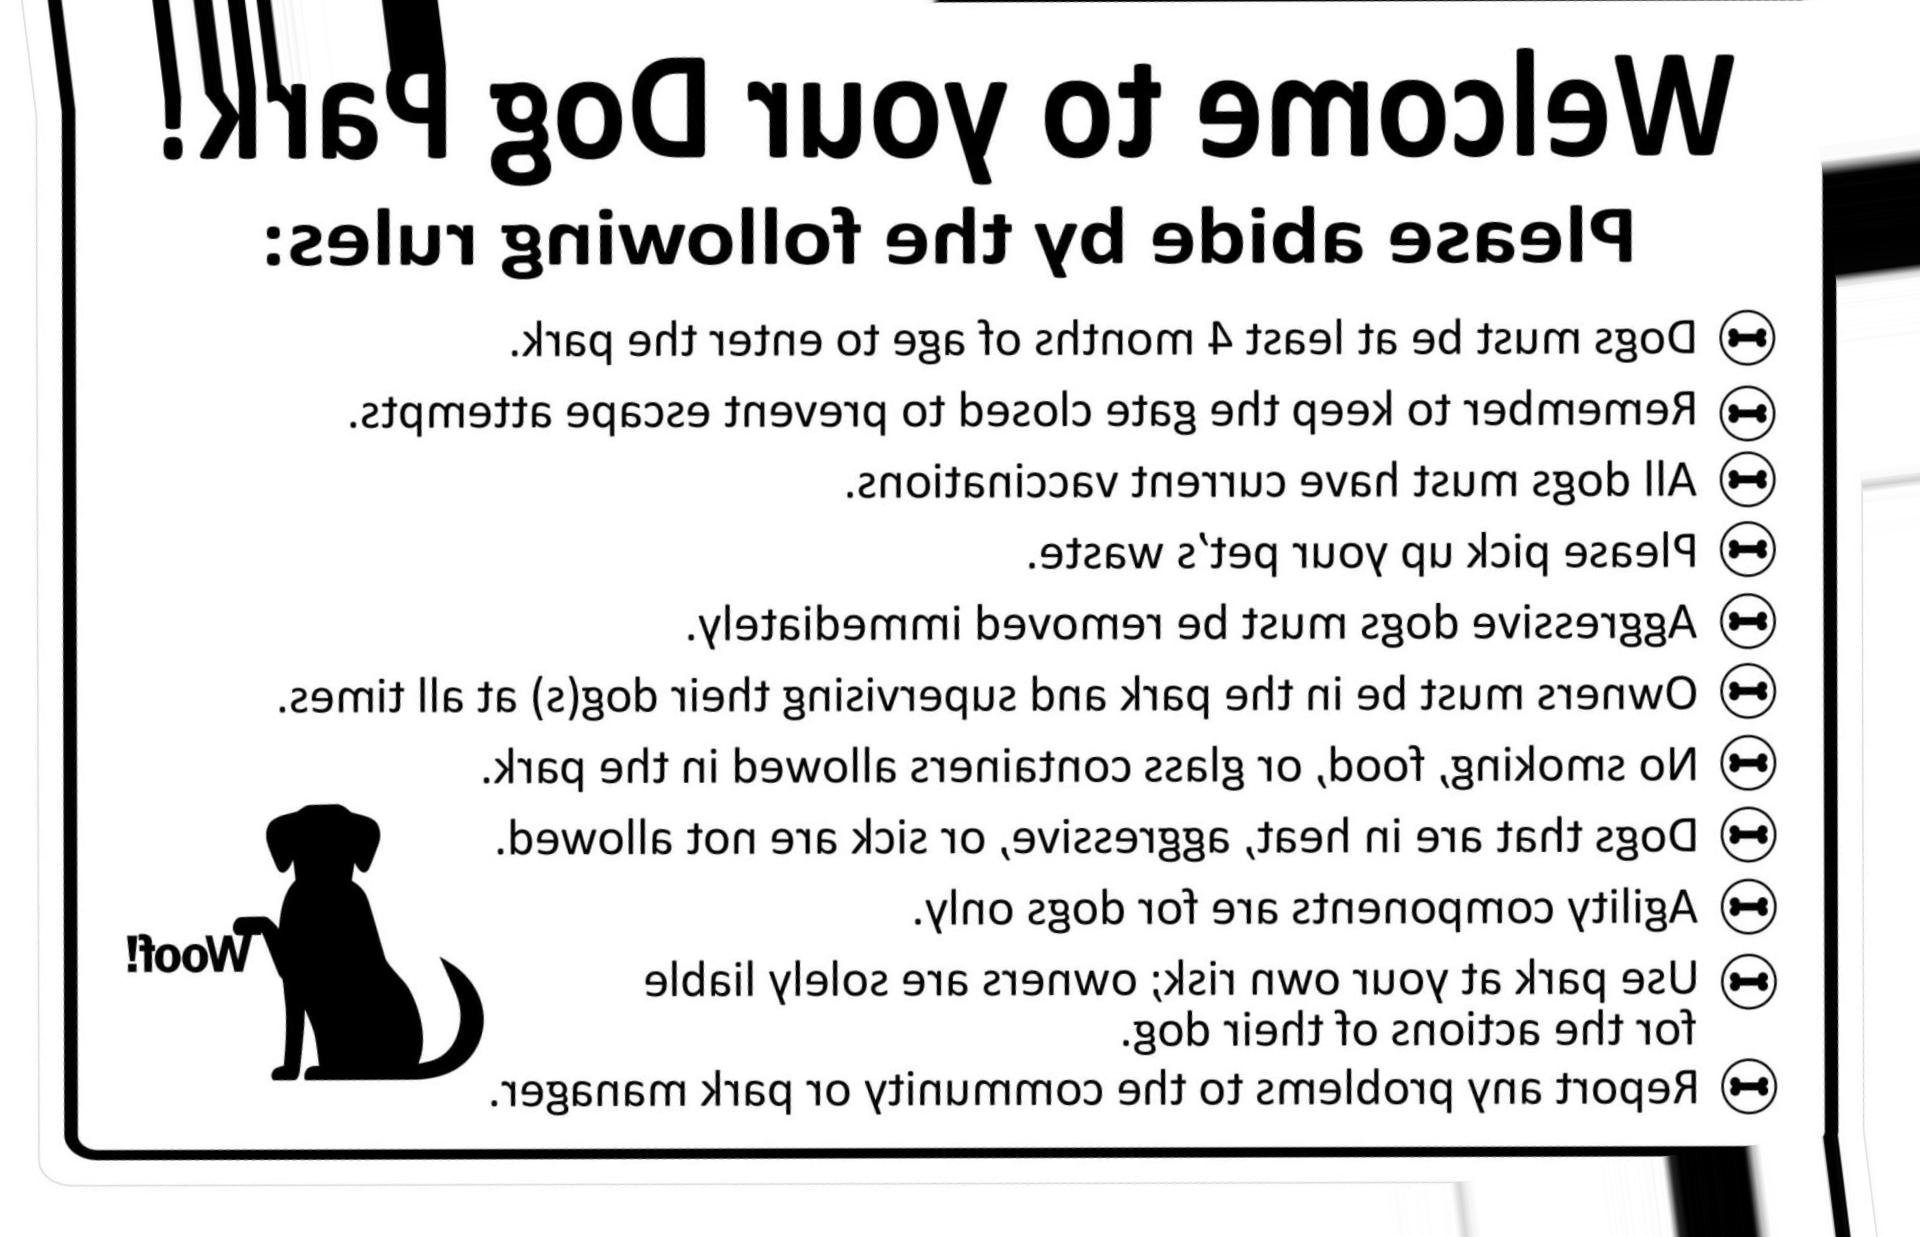 Welcome to your Dog Park!
Please abide by the following rules:
Dogs must be at least 4 months of age to enter the park.
Remember to keep the gate closed to prevent escape attempts.
All dogs must have current vaccinations.
Please pick up your pet's waste.
Aggressive dogs must be removed immediately.
Owners must be in the park and supervising their dog(s) at all times.
No smoking, food, or glass containers allowed in the park.
Dogs that are in heat, aggressive, or sick are not allowed.
Agility components are for dogs only.
Use park at your own risk; owners are solely liable
for the actions of their dog.
Report any problems to the community or park manager.
Woof!